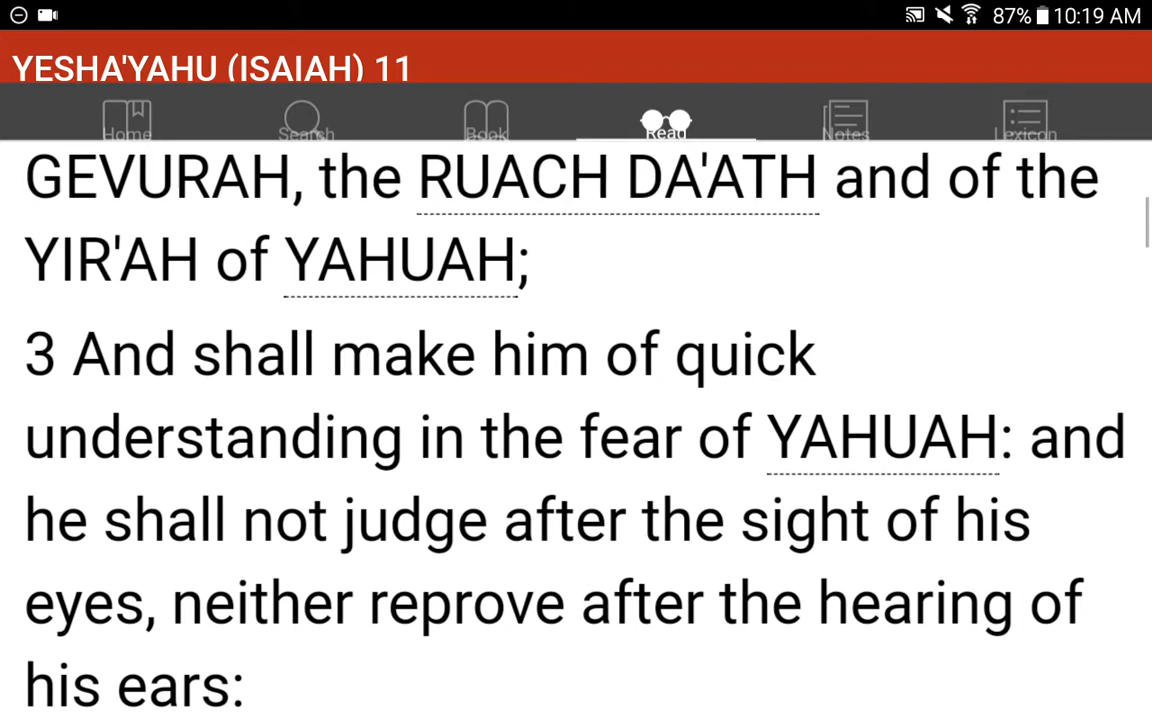 87% 10:19 AM
YESHA'YAHU (ISAIAH) 11
Home Search Book Read Notes Lexicon
GEVURAH, the RUACH DA'ATH and of the
YIR'AH of YAHUAH;
3 And shall make him of quick
understanding in the fear of YAHUAH: and
he shall not judge after the sight of his
eyes, neither reprove after the hearing of
his ears: